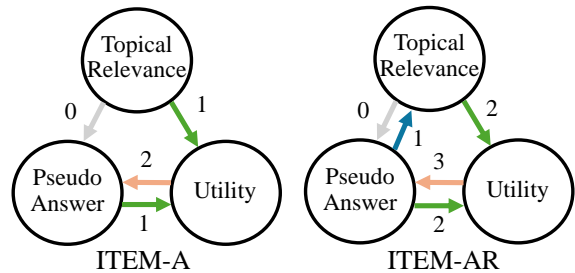 Topical
Relevance
0
1
2
Pseudo
Answer
Utility
1
ITEM-A
Topical
Relevance
0
1
2
3
Pseudo
Answer
Utility
2
ITEM-AR